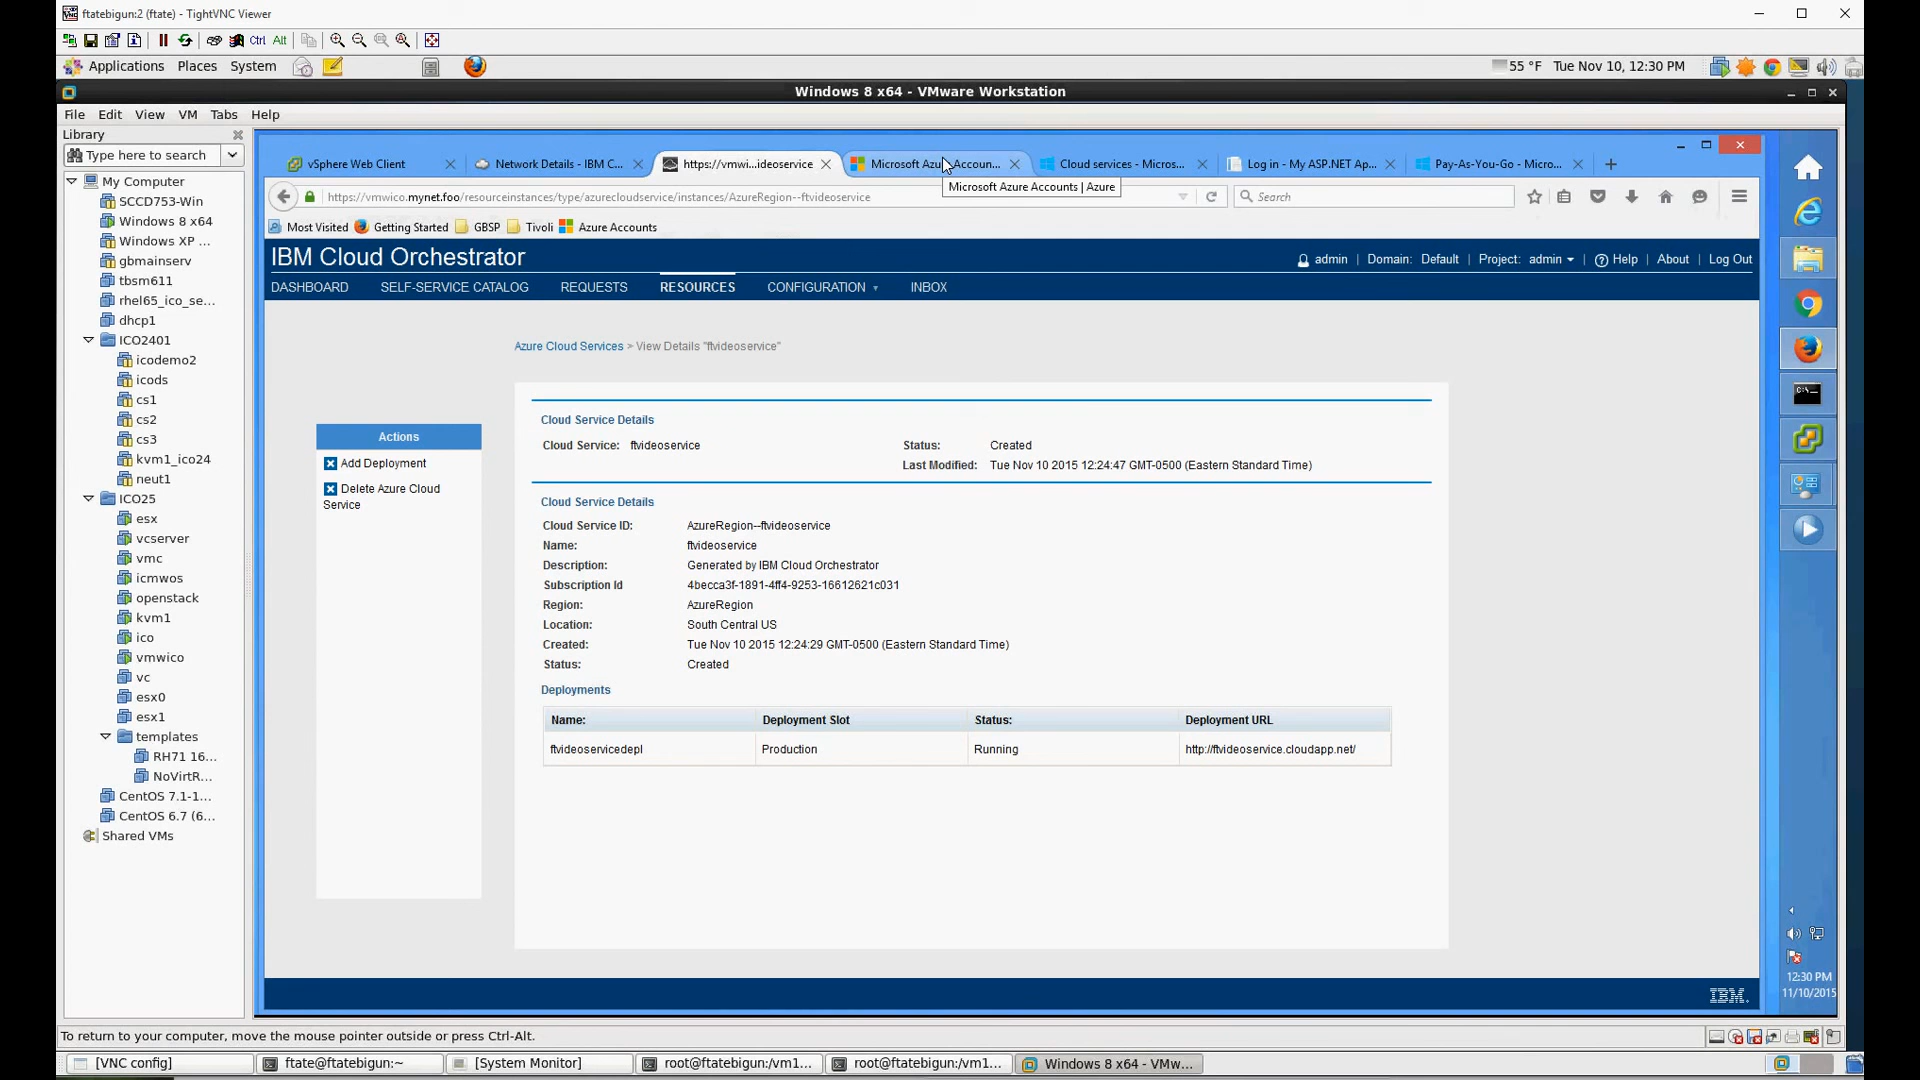 ftatebigun:2 (ftate) - TightVNC Viewer
Ctrl Alt
Applications Places System
55 °F Tue Nov 10, 12:30 PM
Windows 8 x64 - VMware Workstation
File Edit View VM Tabs Help
Library
Type here to search
My Computer
SCCD753-Win
Windows 8 x64
Windows XP ...
gbmainserv
tbsm611
rhel65_ico_se...
dhcp1
ICO2401
icodemo2
icods
cs1
cs2
cs3
kvm1_ico24
neut1
ICO25
esx
vcserver
vmc
icmwos
openstack
kvm1
ico
vmwico
vc
esx0
esx1
templates
RH71 16...
NoVirtR...
CentOS 7.1-1...
CentOS 6.7 (6...
Shared VMs
vSphere Web Client
Network Details - IBM C...
https://vmwi...ideoservice
Microsoft Azu Accoun...
Cloud services - Micros...
Log in - My ASP.NET Ap...
Pay-As-You-Go - Micro...
Microsoft Azure Accounts | Azure
https://vmwico.mynet.foo/resourceinstances/type/azurecloudservice/instances/AzureRegion--ftvideoservice
Search
Most Visited Getting Started GBSP Tivoli Azure Accounts
IBM Cloud Orchestrator
admin | Domain: Default | Project: admin | Help | About | Log Out
DASHBOARD SELF-SERVICE CATALOG REQUESTS RESOURCES CONFIGURATION INBOX
Azure Cloud Services > View Details "ftvideoservice"
Actions
Add Deployment
Delete Azure Cloud
Service
Cloud Service Details
Cloud Service: ftvideoservice
Status: Created
Last Modified: Tue Nov 10 2015 12:24:47 GMT-0500 (Eastern Standard Time)
Cloud Service Details
Cloud Service ID: AzureRegion--ftvideoservice
Name: ftvideoservice
Description: Generated by IBM Cloud Orchestrator
Subscription Id 4becca3f-1891-4ff4-9253-16612621c031
Region: AzureRegion
Location: South Central US
Created: Tue Nov 10 2015 12:24:29 GMT-0500 (Eastern Standard Time)
Status: Created
Deployments
Name: Deployment Slot Status: Deployment URL
ftvideoservicedepl Production Running http://ftvideoservice.cloudapp.net/
IBM.
12:30 PM
11/10/2015
To return to your computer, move the mouse pointer outside or press Ctrl-Alt.
[VNC config]
ftate@ftatebigun:~
[System Monitor]
root@ftatebigun:/vm1...
root@ftatebigun:/vm1...
Windows 8 x64 - VMw...